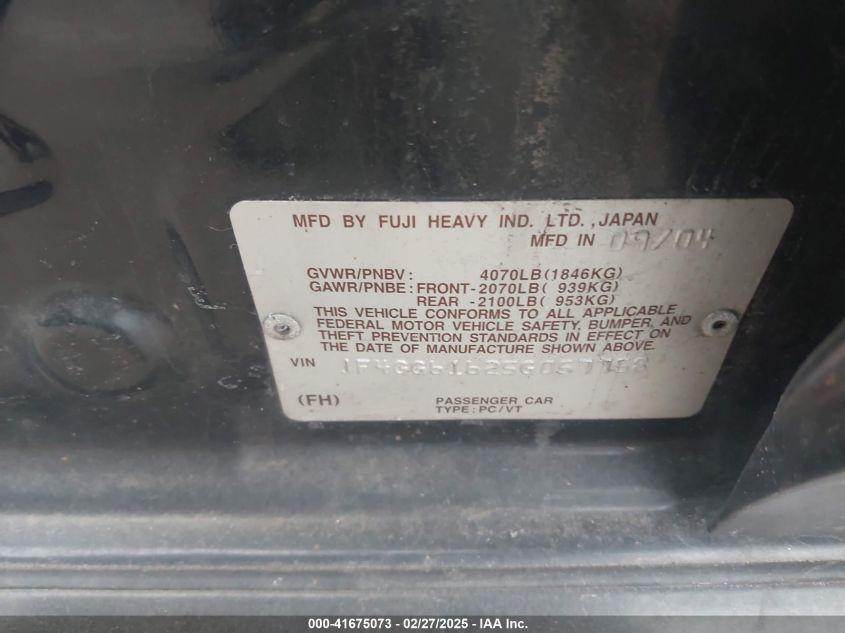 MFD BY FUJI HEAVY IND. LTD.,JAPAN
MFD IN 09/04
GVWR/PNBV: 4070LB(1846KG)
GAWR/PNBE:FRONT-2070LB( 939KG)
REAR -2100LB( 953KG)
THIS VEHICLE CONFORMS TO ALL APPLICABLE
FEDERAL MOTOR VEHICLE SAFETY, BUMPER, AND
THEFT PREVENTION STANDARDS IN EFFECT ON
THE DATE OF MANUFACTURE SHOWN ABOVE.
VIN
(FH) PASSENGER CAR
TYPE:PC/VT
000-41675073 - 02/27/2025 - IAA Inc.